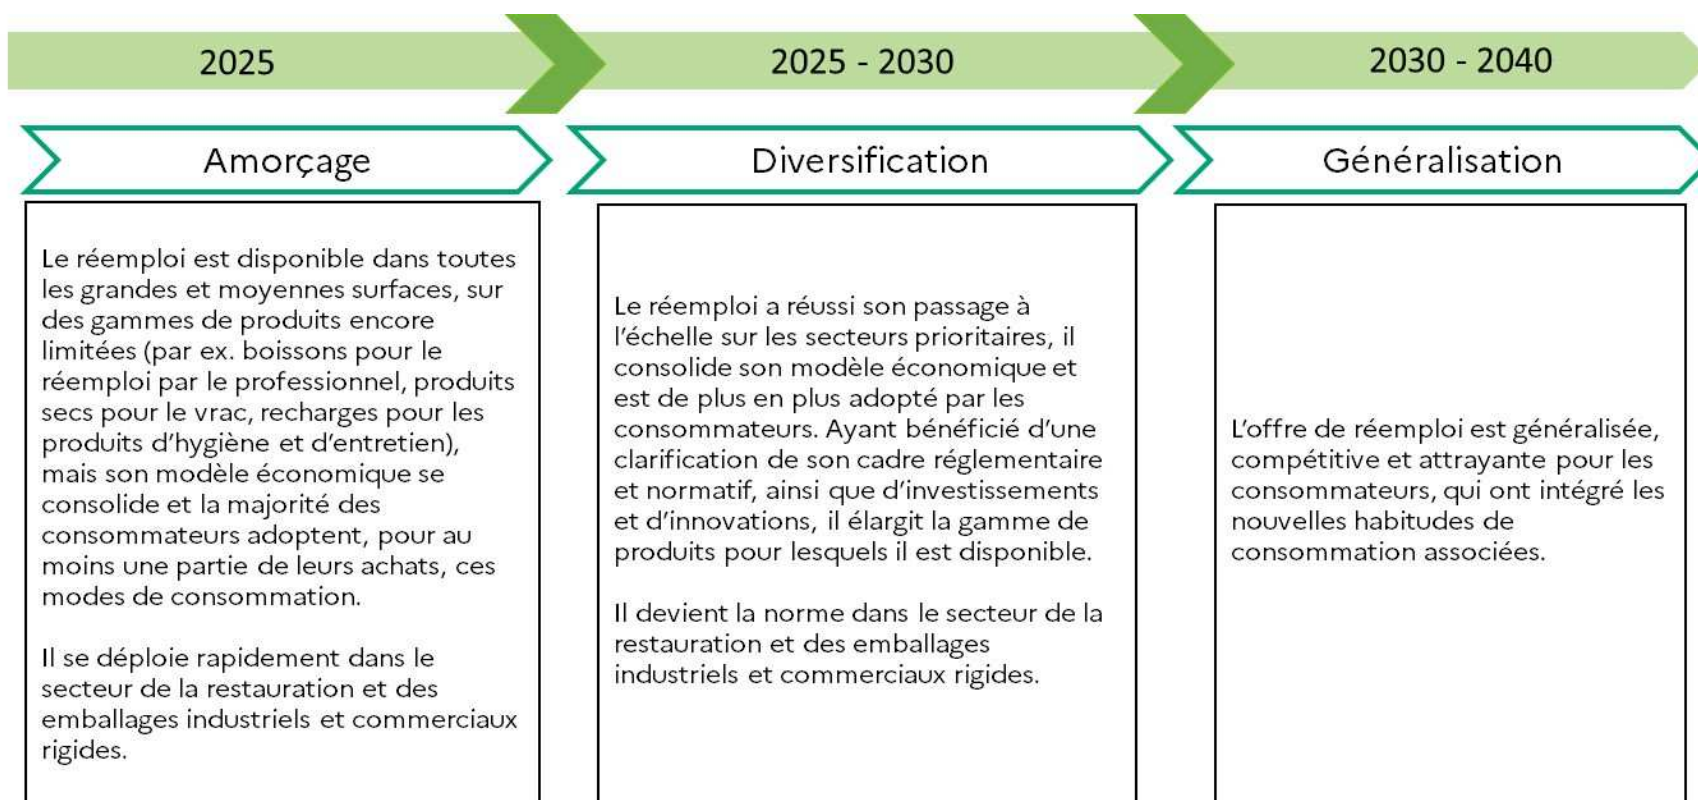 2025
2025 - 2030
2030 - 2040
Amorçage
Diversification
Généralisation
Le réemploi est disponible dans toutes
les grandes et moyennes surfaces, sur
des gammes de produits encore
limitées (par ex. boissons pour le
réemploi par le professionnel, produits
secs pour le vrac, recharges pour les
produits d’hygiène et d’entretien),
mais son modèle économique se
consolide et la majorité des
consommateurs adoptent, pour au
moins une partie de leurs achats, ces
modes de consommation.
Il se déploie rapidement dans le
secteur de la restauration et des
emballages industriels et commerciaux
rigides.
Le réemploi a réussi son passage à
l’échelle sur les secteurs prioritaires, il
consolide son modèle économique et
est de plus en plus adopté par les
consommateurs. Ayant bénéficié d’une
clarification de son cadre réglementaire
et normatif, ainsi que d’investissements
et d’innovations, il élargit la gamme de
produits pour lesquels il est disponible.
Il devient la norme dans le secteur de la
restauration et des emballages
industriels et commerciaux rigides.
L’offre de réemploi est généralisée,
compétitive et attrayante pour les
consommateurs, qui ont intégré les
nouvelles habitudes de
consommation associées.